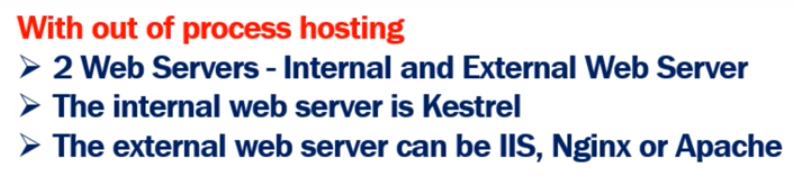 With out of process hosting
➢ 2 Web Servers - Internal and External Web Server
➢ The internal web server is Kestrel
➢ The external web server can be IIS, Nginx or Apache